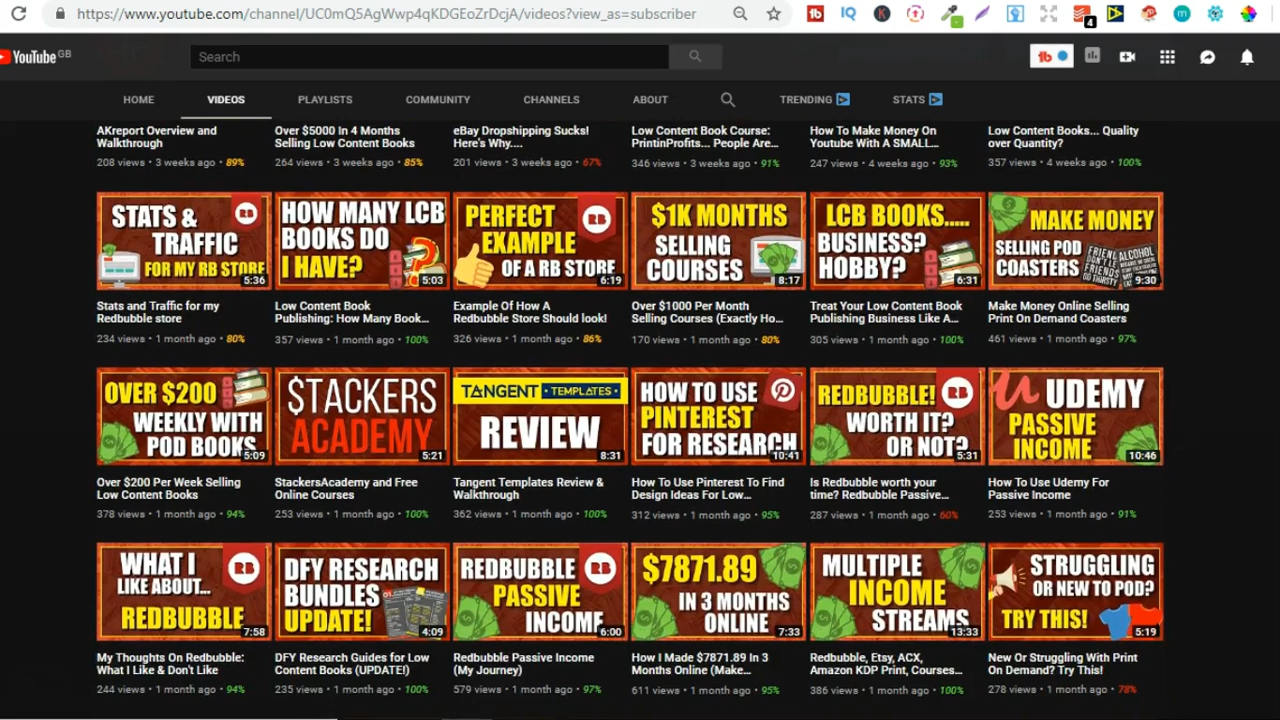 https://www.youtube.com/channel/UC0mQ5AgWwp4qKDGEoZrDcjA/videos?view_as=subscriber
YouTube GB
Search
HOME VIDEOS PLAYLISTS COMMUNITY CHANNELS ABOUT TRENDING STATS
AKreport Overview and
Walkthrough
208 views • 3 weeks ago • 89%
Over $5000 In 4 Months
Selling Low Content Books
264 views • 3 weeks ago • 85%
eBay Dropshipping Sucks!
Here's Why....
201 views • 3 weeks ago • 67%
Low Content Book Course:
PrintinProfits... People Are...
346 views • 3 weeks ago • 91%
How To Make Money On
Youtube With A SMALL...
247 views • 4 weeks ago • 93%
Low Content Books... Quality
over Quantity?
357 views • 4 weeks ago • 100%
STATS &
TRAFFIC
FOR MY RB STORE
RB
5:36
Stats and Traffic for my
Redbubble store
234 views • 1 month ago • 80%
HOW MANY LCB
BOOKS DO
I HAVE?
5:03
Low Content Book
Publishing: How Many Book...
357 views • 1 month ago • 100%
PERFECT
EXAMPLE
OF A RB STORE
RB
6:19
Example Of How A
Redbubble Store Should look!
326 views • 1 month ago • 86%
$1K MONTHS
SELLING
COURSES
8:17
Over $1000 Per Month
Selling Courses (Exactly Ho...
170 views • 1 month ago • 80%
LCB BOOKS.....
BUSINESS?
HOBBY?
6:31
Treat Your Low Content Book
Publishing Business Like A...
305 views • 1 month ago • 100%
MAKE MONEY
SELLING POD
COASTERS
9:30
Make Money Online Selling
Print On Demand Coasters
461 views • 1 month ago • 97%
OVER $200
WEEKLY WITH
POD BOOKS
5:09
Over $200 Per Week Selling
Low Content Books
378 views • 1 month ago • 94%
$TACKERS
ACADEMY
5:21
StackersAcademy and Free
Online Courses
253 views • 1 month ago • 100%
TANGENT • TEMPLATES •
REVIEW
8:31
Tangent Templates Review &
Walkthrough
362 views • 1 month ago • 100%
HOW TO USE
PINTEREST
FOR RESEARCH
10:41
How To Use Pinterest To Find
Design Ideas For Low...
312 views • 1 month ago • 95%
REDBUBBLE!
WORTH IT?
OR NOT?
RB
5:31
Is Redbubble worth your
time? Redbubble Passive...
287 views • 1 month ago • 60%
UDEMY
PASSIVE
INCOME
10:46
How To Use Udemy For
Passive Income
253 views • 1 month ago • 91%
WHAT I
LIKE ABOUT...
REDBUBBLE
RB
7:58
My Thoughts On Redbubble:
What I Like & Don't Like
244 views • 1 month ago • 94%
DFY RESEARCH
BUNDLES
UPDATE!
4:09
DFY Research Guides for Low
Content Books (UPDATE!)
235 views • 1 month ago • 100%
REDBUBBLE
PASSIVE
INCOME
RB
6:00
Redbubble Passive Income
(My Journey)
579 views • 1 month ago • 97%
$7871.89
IN 3 MONTHS
ONLINE
7:33
How I Made $7871.89 In 3
Months Online (Make...
611 views • 1 month ago • 95%
MULTIPLE
INCOME
STREAMS
13:33
Redbubble, Etsy, ACX,
Amazon KDP Print, Courses...
386 views • 1 month ago • 100%
STRUGGLING
OR NEW TO POD?
TRY THIS!
5:19
New Or Struggling With Print
On Demand? Try This!
278 views • 1 month ago • 78%